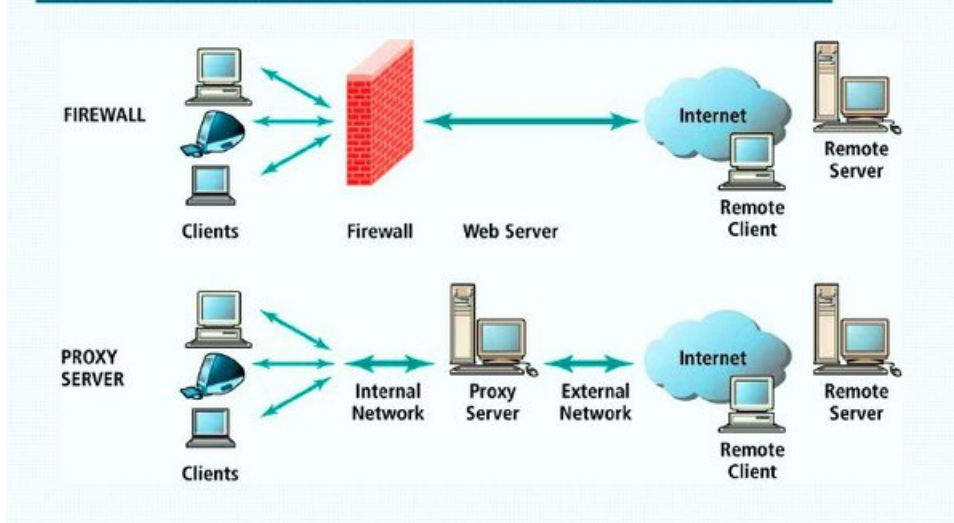 FIREWALL
Internet
Remote
Server
Remote
Client
Clients
Firewall
Web Server
PROXY
SERVER
Internet
Internal
Network
Proxy
Server
External
Network
Remote
Server
Remote
Client
Clients